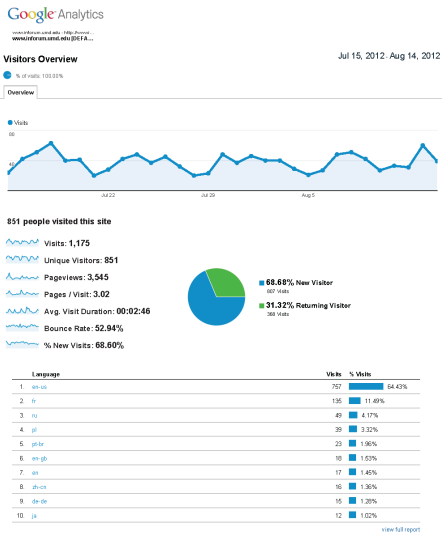 Google Analytics
www.inforum.umd.edu - http://www...
www.inforum.umd.edu [DEFA...
Visitors Overview
Jul 15, 2012 - Aug 14, 2012
% of visits: 100.00%
Overview
Visits
80
40
Jul 22
Jul 29
Aug 5
851 people visited this site
Visits: 1,175
Unique Visitors: 851
Pageviews: 3,545
Pages / Visit: 3.02
Avg. Visit Duration: 00:02:46
Bounce Rate: 52.94%
% New Visits: 68.60%
68.68% New Visitor
807 Visits
31.32% Returning Visitor
368 Visits
Language Visits % Visits
1. en-us 757 64.43%
2. fr 135 11.49%
3. ru 49 4.17%
4. pl 39 3.32%
5. pt-br 23 1.96%
6. en-gb 18 1.53%
7. en 17 1.45%
8. zh-cn 16 1.36%
9. de-de 15 1.28%
10. ja 12 1.02%
view full report